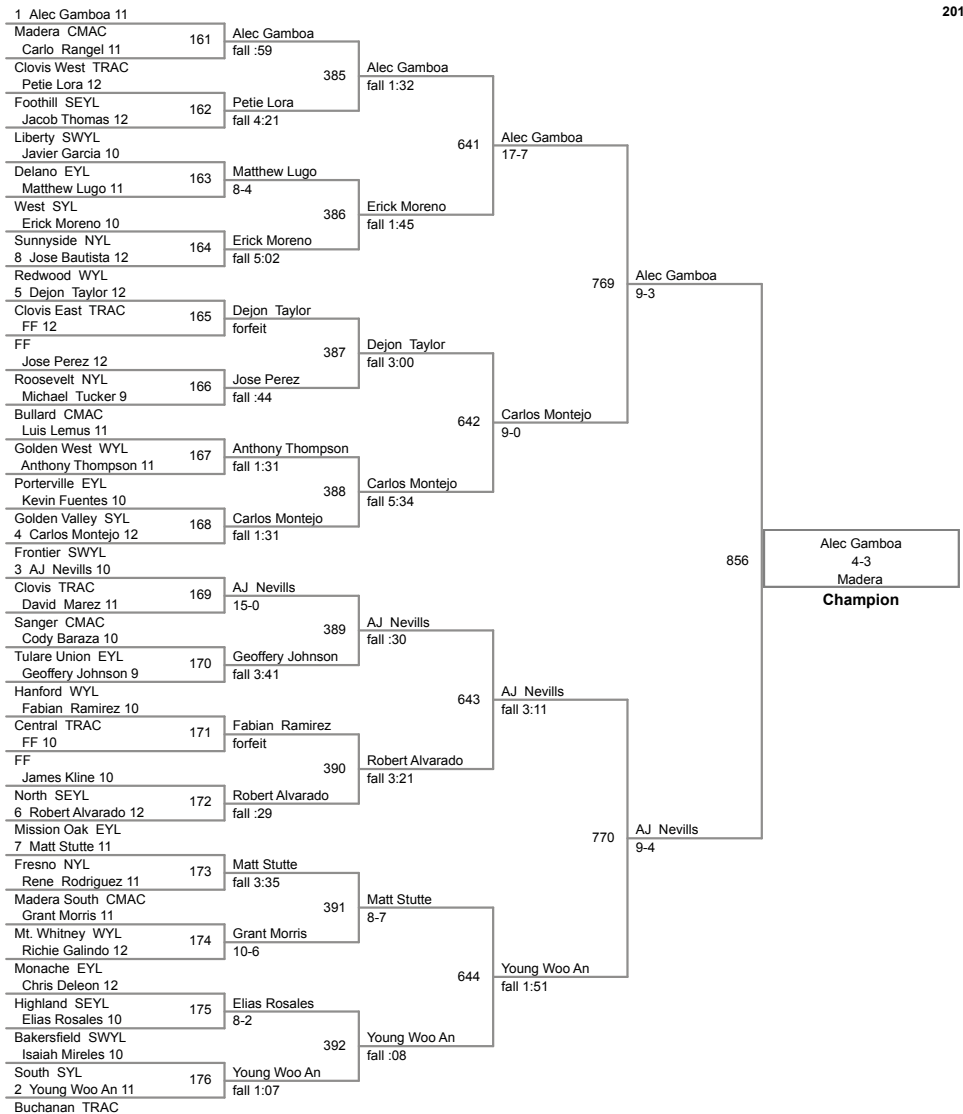 201
1 Alec Gamboa 11
Madera CMAC
Carlo Rangel 11
Clovis West TRAC
Petie Lora 12
Foothill SEYL
Jacob Thomas 12
Liberty SWYL
Javier Garcia 10
Delano EYL
Matthew Lugo 11
West SYL
Erick Moreno 10
Sunnyside NYL
8 Jose Bautista 12
Redwood WYL
5 Dejon Taylor 12
Clovis East TRAC
FF 12
FF
Jose Perez 12
Roosevelt NYL
Michael Tucker 9
Bullard CMAC
Luis Lemus 11
Golden West WYL
Anthony Thompson 11
Porterville EYL
Kevin Fuentes 10
Golden Valley SYL
4 Carlos Montejo 12
Frontier SWYL
3 AJ Nevills 10
Clovis TRAC
David Marez 11
Sanger CMAC
Cody Baraza 10
Tulare Union EYL
Geoffery Johnson 9
Hanford WYL
Fabian Ramirez 10
Central TRAC
FF 10
FF
James Kline 10
North SEYL
6 Robert Alvarado 12
Mission Oak EYL
7 Matt Stutte 11
Fresno NYL
Rene Rodriguez 11
Madera South CMAC
Grant Morris 11
Mt. Whitney WYL
Richie Galindo 12
Monache EYL
Chris Deleon 12
Highland SEYL
Elias Rosales 10
Bakersfield SWYL
Isaiah Mireles 10
South SYL
2 Young Woo An 11
Buchanan TRAC
161
162
163
164
165
166
167
168
169
170
171
172
173
174
175
176
Alec Gamboa
fall :59
Petie Lora
fall 4:21
Matthew Lugo
8-4
Erick Moreno
fall 5:02
Dejon Taylor
forfeit
Jose Perez
fall :44
Anthony Thompson
fall 1:31
Carlos Montejo
fall 1:31
AJ Nevills
15-0
Geoffery Johnson
fall 3:41
Fabian Ramirez
forfeit
Robert Alvarado
fall :29
Matt Stutte
fall 3:35
Grant Morris
10-6
Elias Rosales
8-2
Young Woo An
fall 1:07
385
386
387
388
389
390
391
392
Alec Gamboa
fall 1:32
Erick Moreno
fall 1:45
Dejon Taylor
fall 3:00
Carlos Montejo
fall 5:34
AJ Nevills
fall :30
Robert Alvarado
fall 3:21
Matt Stutte
8-7
Young Woo An
fall :08
641
642
643
644
Alec Gamboa
17-7
Carlos Montejo
9-0
AJ Nevills
fall 3:11
Young Woo An
fall 1:51
769
770
Alec Gamboa
9-3
AJ Nevills
9-4
856
Alec Gamboa
4-3
Madera
Champion